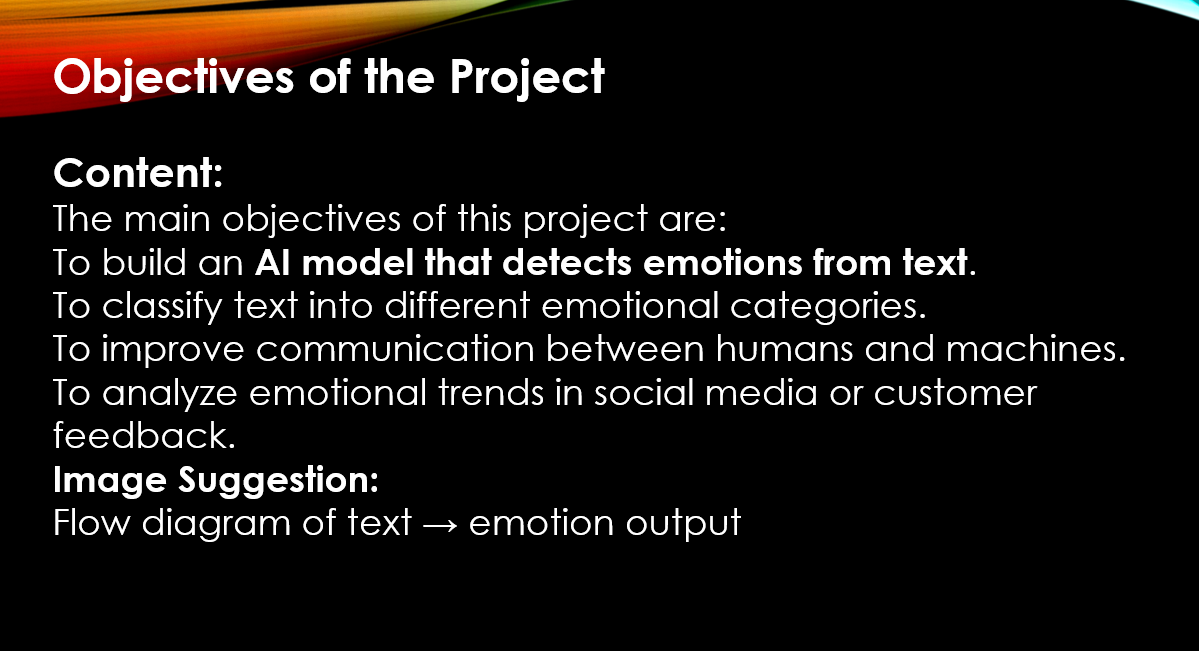 Objectives of the Project
Content:
The main objectives of this project are:
To build an AI model that detects emotions from text.
To classify text into different emotional categories.
To improve communication between humans and machines.
To analyze emotional trends in social media or customer
feedback.
Image Suggestion:
Flow diagram of text → emotion output